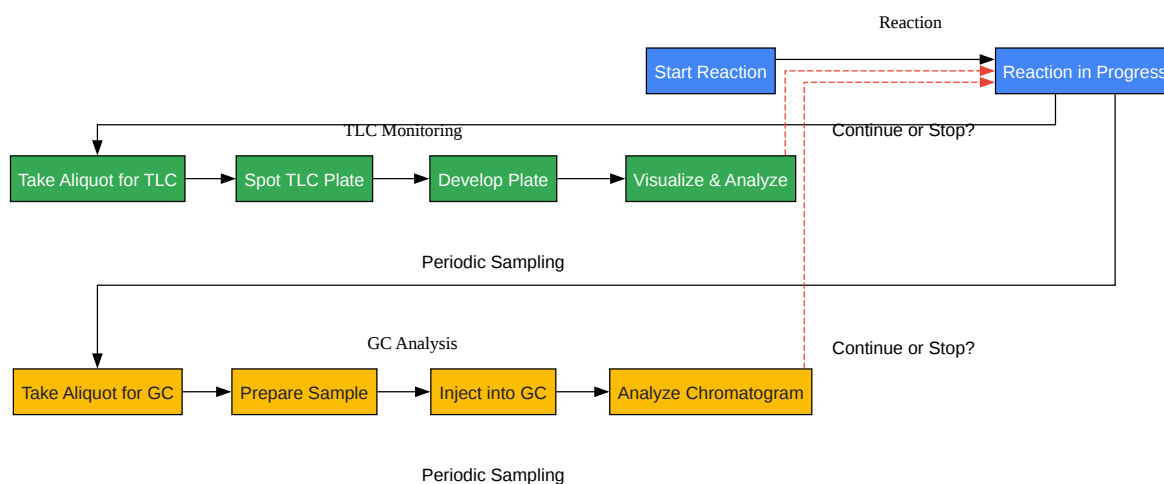 Reaction
Start Reaction
Reaction in Progress
TLC Monitoring
Continue or Stop?
Take Aliquot for TLC
Spot TLC Plate
Develop Plate
Visualize & Analyze
Periodic Sampling
GC Analysis
Continue or Stop?
Take Aliquot for GC
Prepare Sample
Inject into GC
Analyze Chromatogram
Periodic Sampling